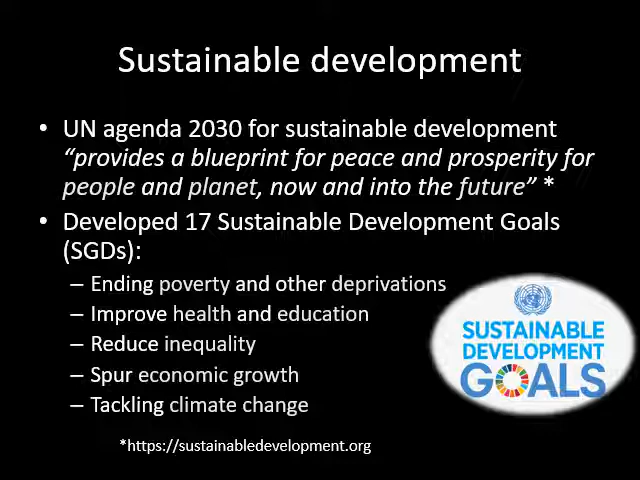 Sustainable development
• UN agenda 2030 for sustainable development
“provides a blueprint for peace and prosperity for
people and planet, now and into the future” *
• Developed 17 Sustainable Development Goals
(SGDs):
– Ending poverty and other deprivations
– Improve health and education
– Reduce inequality
– Spur economic growth
– Tackling climate change
SUSTAINABLE
DEVELOPMENT
GOALS
*https://sustainabledevelopment.org